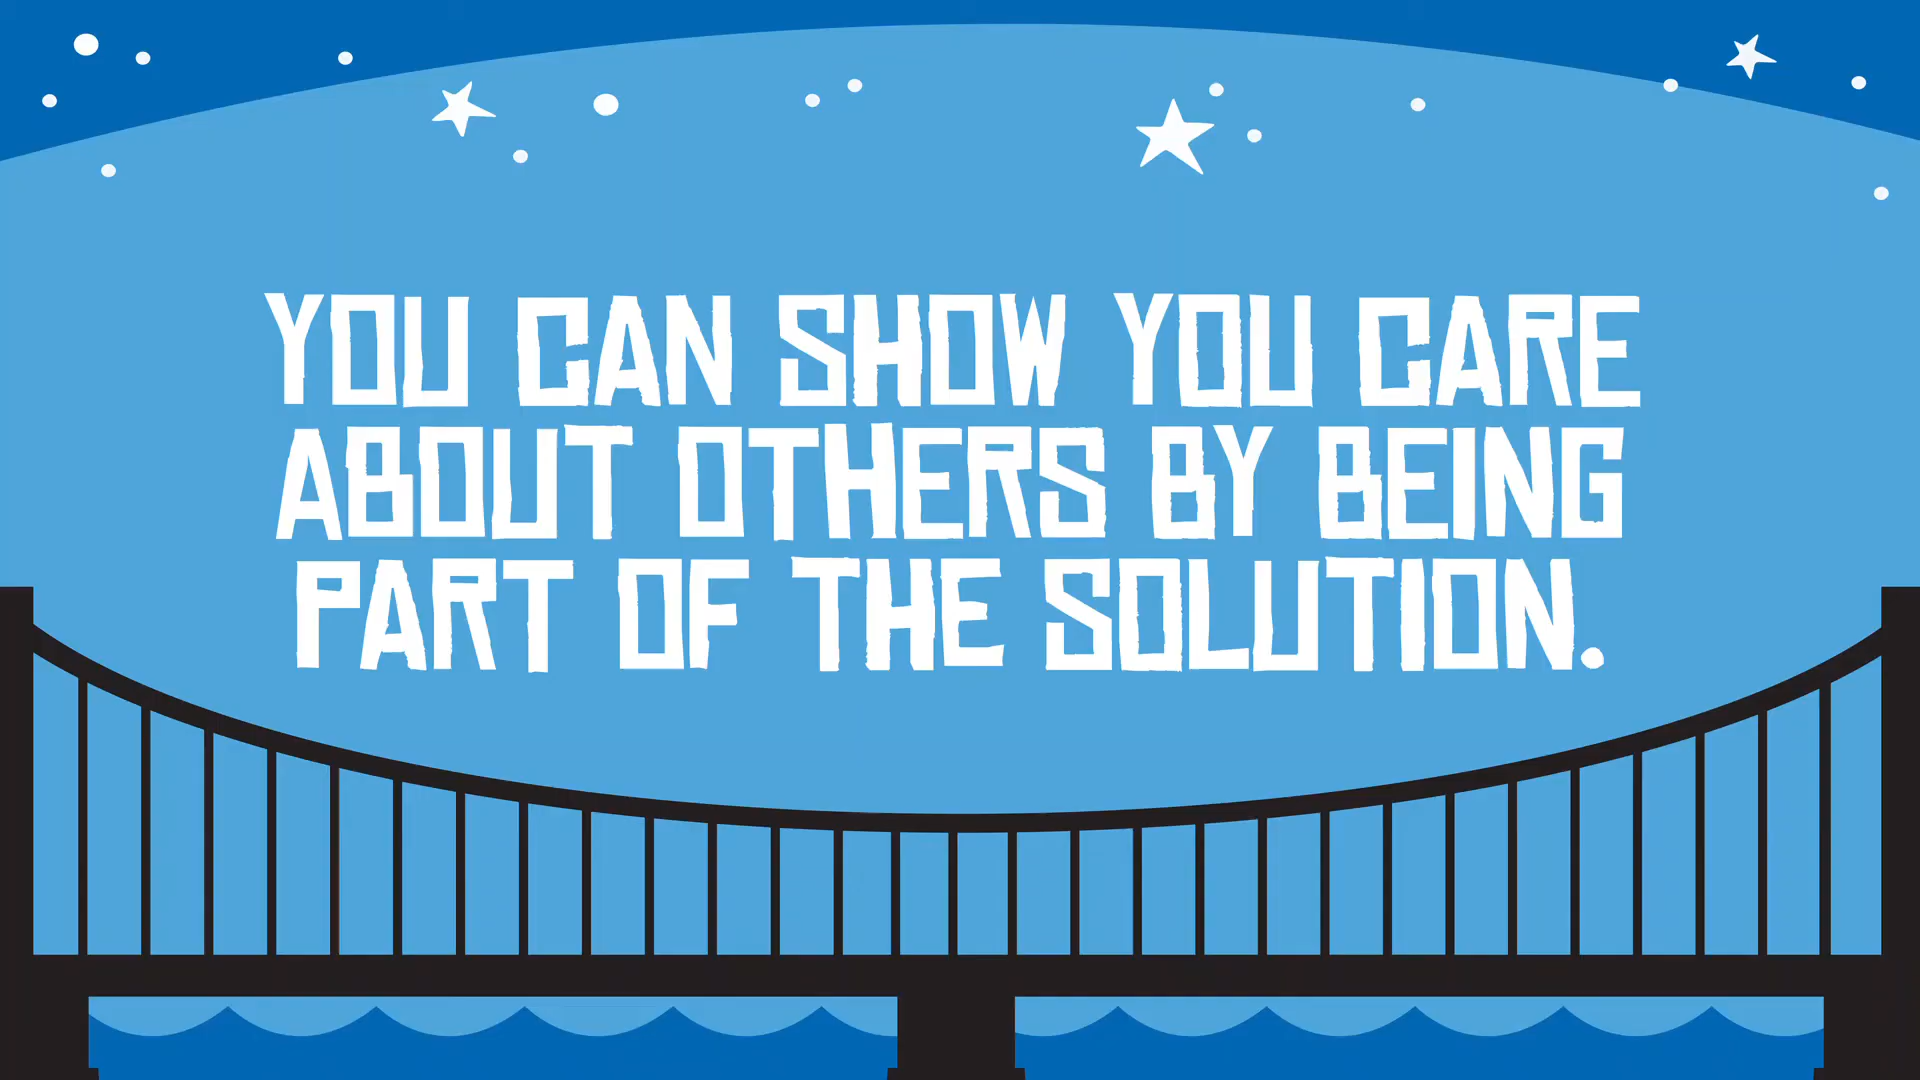 YOU CAN SHOW YOU CARE
ABOUT OTHERS BY BEING
PART OF THE SOLUTION.